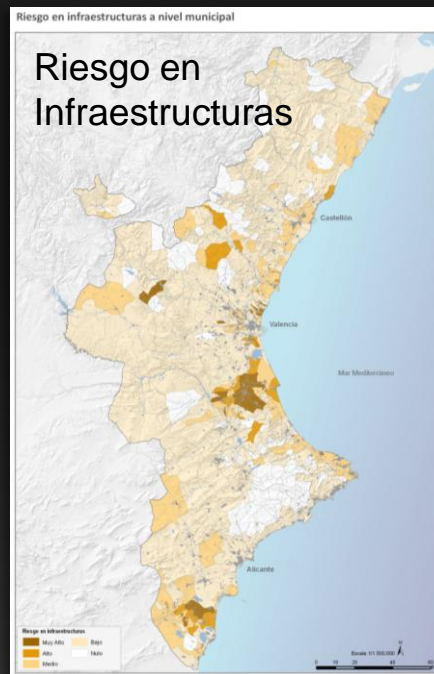 Riesgo en infraestructuras a nivel municipal
Riesgo en
Infraestructuras
Castellón
Valencia
Mar Mediterráneo
Alicante
Riesgo en infraestructuras
Muy Alto
Bajo
Alto
Nulo
Medio